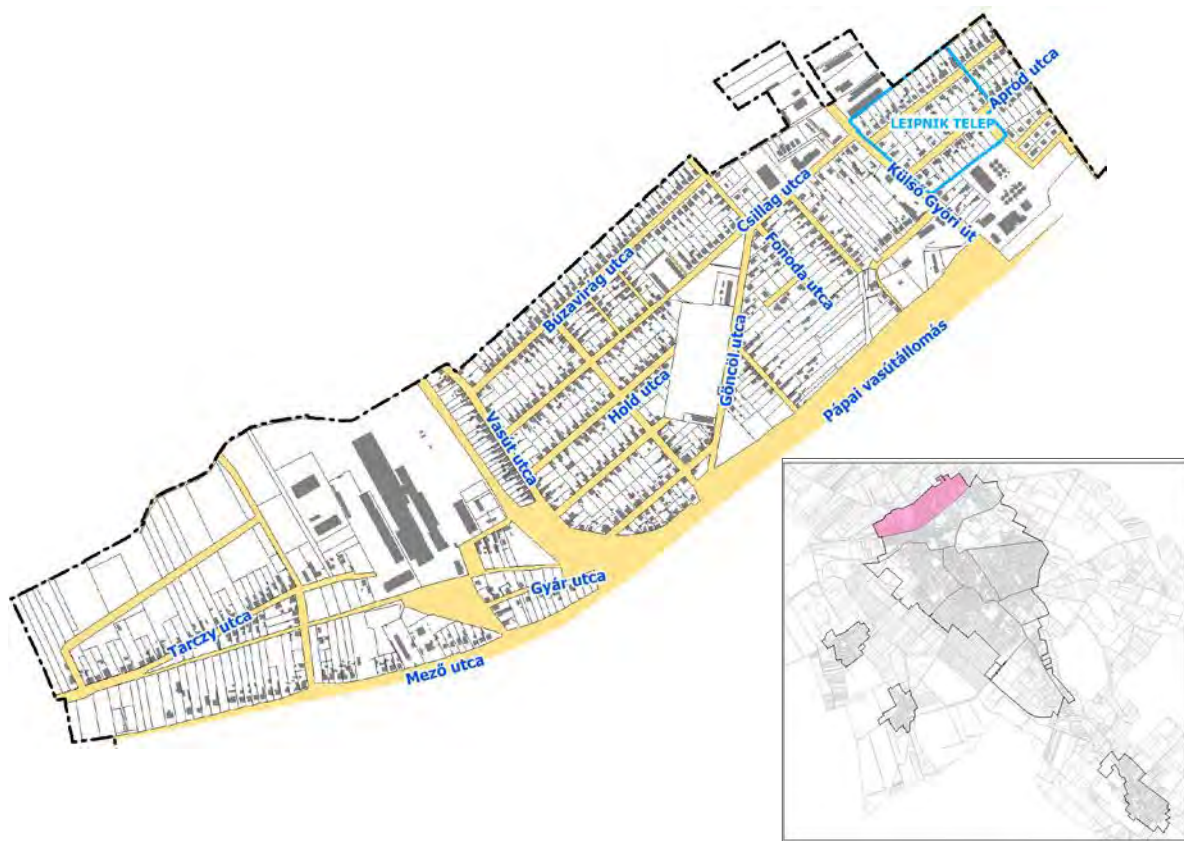 Apród utca
LEIPNIK TELEP
Külső Győri út
Csillag utca
Fonoda utca
Búzavirág utca
Göncöl utca
Pápai vasútállomás
Hold utca
Vasút utca
Gyár utca
Tarczy utca
Mező utca